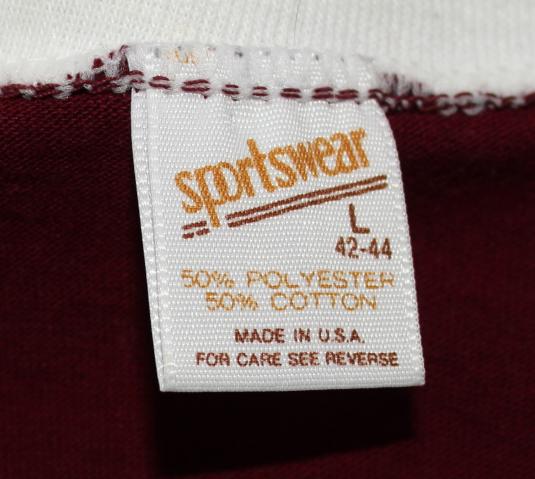 sportswear
L
42-44
50% POLYESTER
50% COTTON
MADE IN U.S.A.
FOR CARE SEE REVERSE